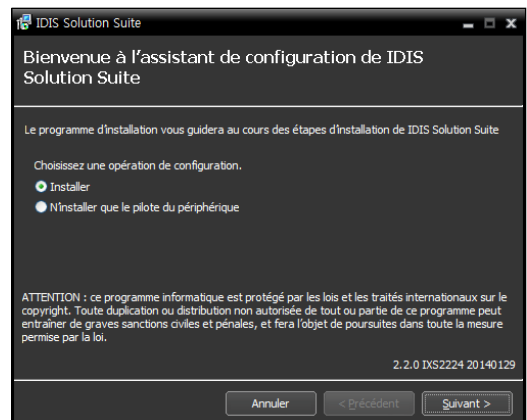 IDIS Solution Suite
Bienvenue à l'assistant de configuration de IDIS
Solution Suite
Le programme d'installation vous guidera au cours des étapes d'installation de IDIS Solution Suite
Choisissez une opération de configuration.
Installer
N'installer que le pilote du périphérique
ATTENTION : ce programme informatique est protégé par les lois et les traités internationaux sur le
copyright. Toute duplication ou distribution non autorisée de tout ou partie de ce programme peut
entraîner de graves sanctions civiles et pénales, et fera l'objet de poursuites dans toute la mesure
permise par la loi.
2.2.0 IXS2224 20140129
Annuler
< Précédent
Suivant >